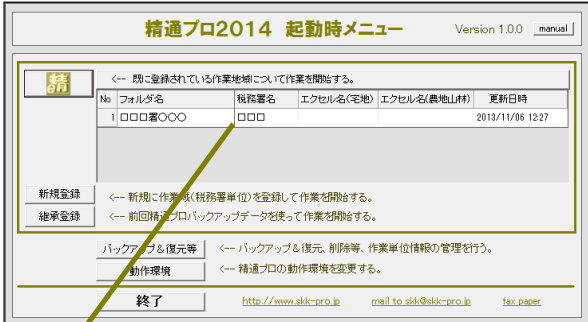 精通プロ2014 起動時メニュー Version 1.0.0 manual
精 <-- 既に登録されている作業地域について作業を開始する。
No フォルダ名 税務署名 エクセル名(宅地) エクセル名(農地山林) 更新日時
1 □□□署○○○ □□□ 2013/11/06 12:27
新規登録 <-- 新規に作業域(税務署単位)を登録して作業を開始する。
継承登録 <-- 前回精通プロバックアップデータを使って作業を開始する。
バックアップ&復元等 <-- バックアップ&復元、削除等、作業単位情報の管理を行う。
動作環境 <-- 精通プロの動作環境を変更する。
終了 http://www.skk-pro.jp mail to skk@skk-pro.jp fax paper